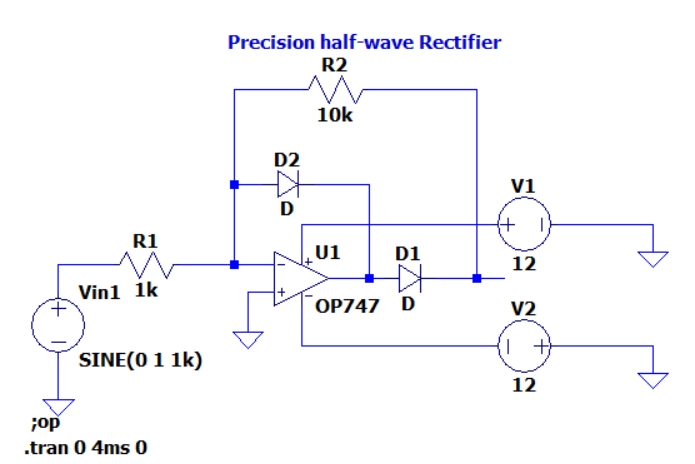 Precision half-wave Rectifier
R2
10k
D2
D
V1
+ -
12
R1
1k
U1
- +
+ -
OP747
D1
D
Vin1
+
-
SINE(0 1 1k)
V2
- +
12
;op
.tran 0 4ms 0